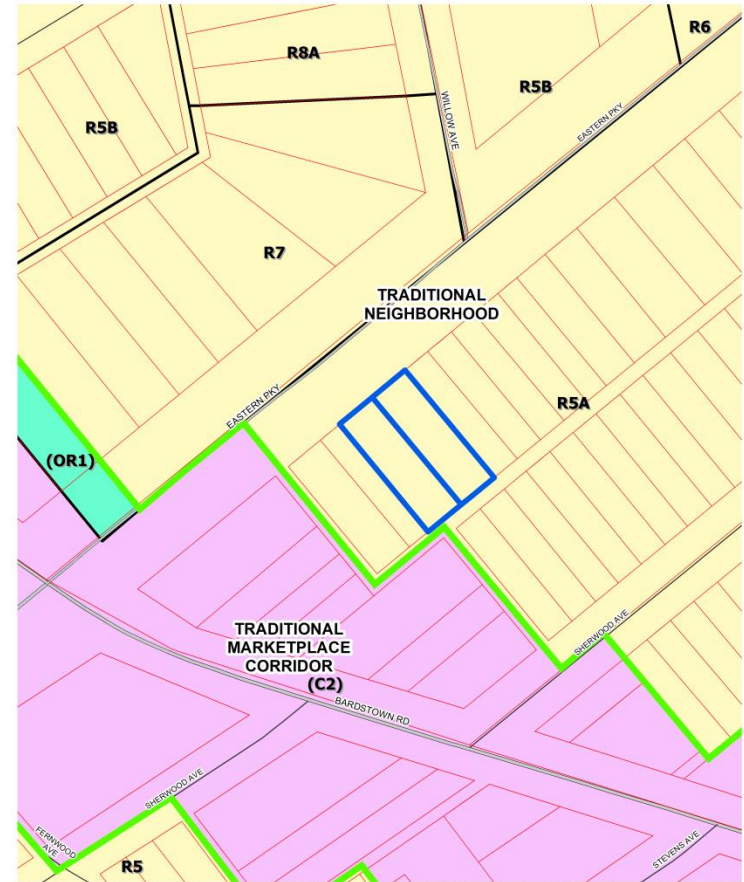 R6
R8A
R5B
R5B
WILLOW AVE
EASTERN PKY
R7
TRADITIONAL
NEIGHBORHOOD
R5A
EASTERN PKY
(OR1)
TRADITIONAL
MARKETPLACE
CORRIDOR
(C2)
SHERWOOD AVE
BARDSTOWN RD
SHERWOOD AVE
FERNWOOD
AVE
R5
STEVENS AVE